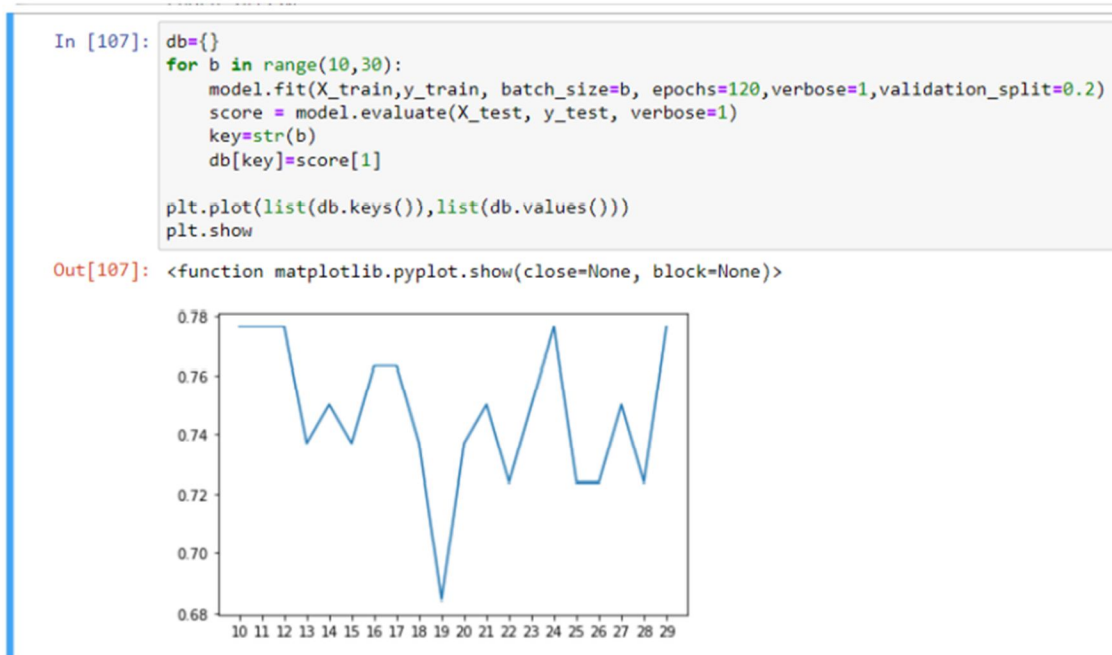 In [107]: db={}
for b in range(10,30):
    model.fit(X_train,y_train, batch_size=b, epochs=120,verbose=1,validation_split=0.2)
    score = model.evaluate(X_test, y_test, verbose=1)
    key=str(b)
    db[key]=score[1]

plt.plot(list(db.keys()),list(db.values()))
plt.show
Out[107]: <function matplotlib.pyplot.show(close=None, block=None)>
0.78
0.76
0.74
0.72
0.70
0.68
10 11 12 13 14 15 16 17 18 19 20 21 22 23 24 25 26 27 28 29